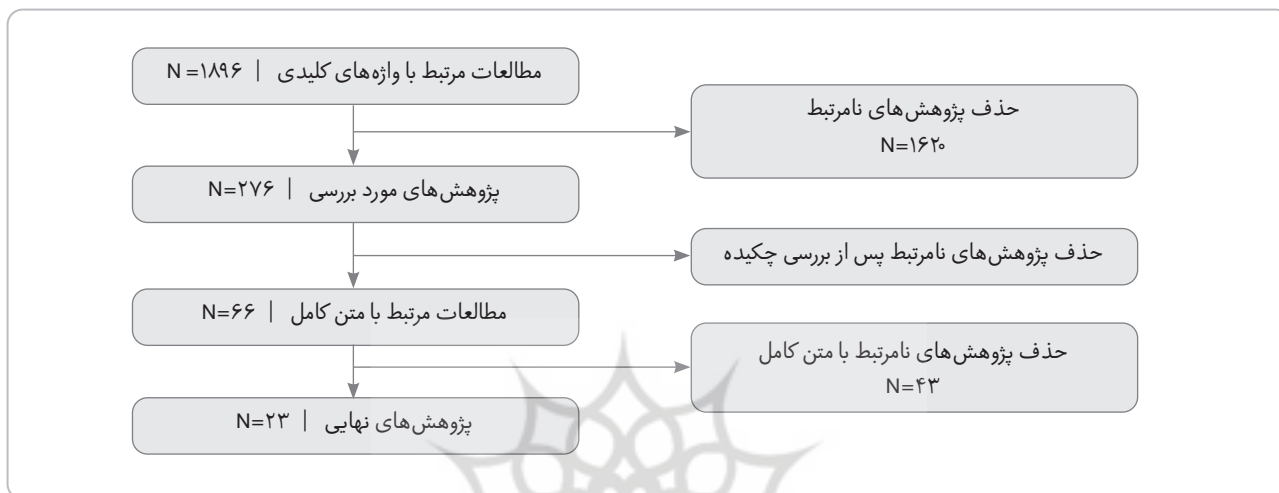 مطالعات مرتبط با واژه‌های کلیدی | N =۱۸۹۶
حذف پژوهش‌های نامرتبط
N=۱۶۲۰
پژوهش‌های مورد بررسی | N=۲۷۶
حذف پژوهش‌های نامرتبط پس از بررسی چکیده
مطالعات مرتبط با متن کامل | N=۶۶
حذف پژوهش‌های نامرتبط با متن کامل
N=۴۳
پژوهش‌های نهایی | N=۲۳